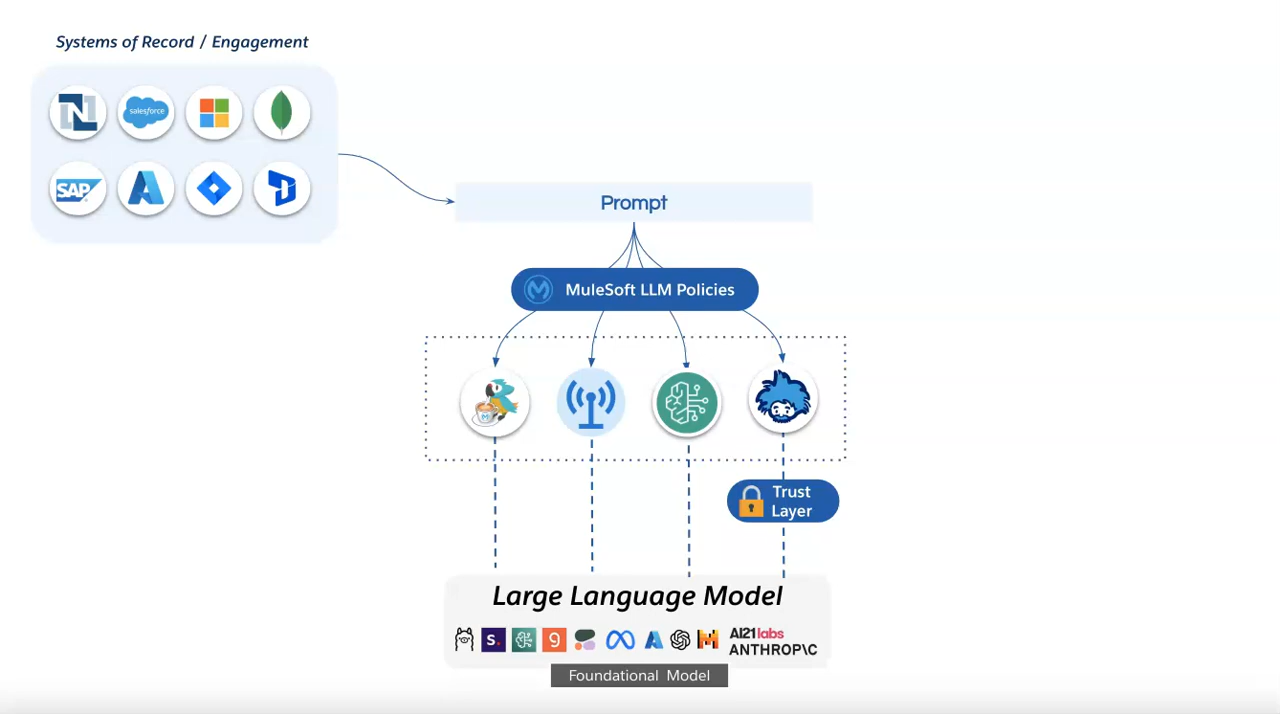 Systems of Record / Engagement
N
salesforce
SAP
Prompt
MuleSoft LLM Policies
Trust
Layer
Large Language Model
s.
g
AI21labs
ANTHROP\C
Foundational Model